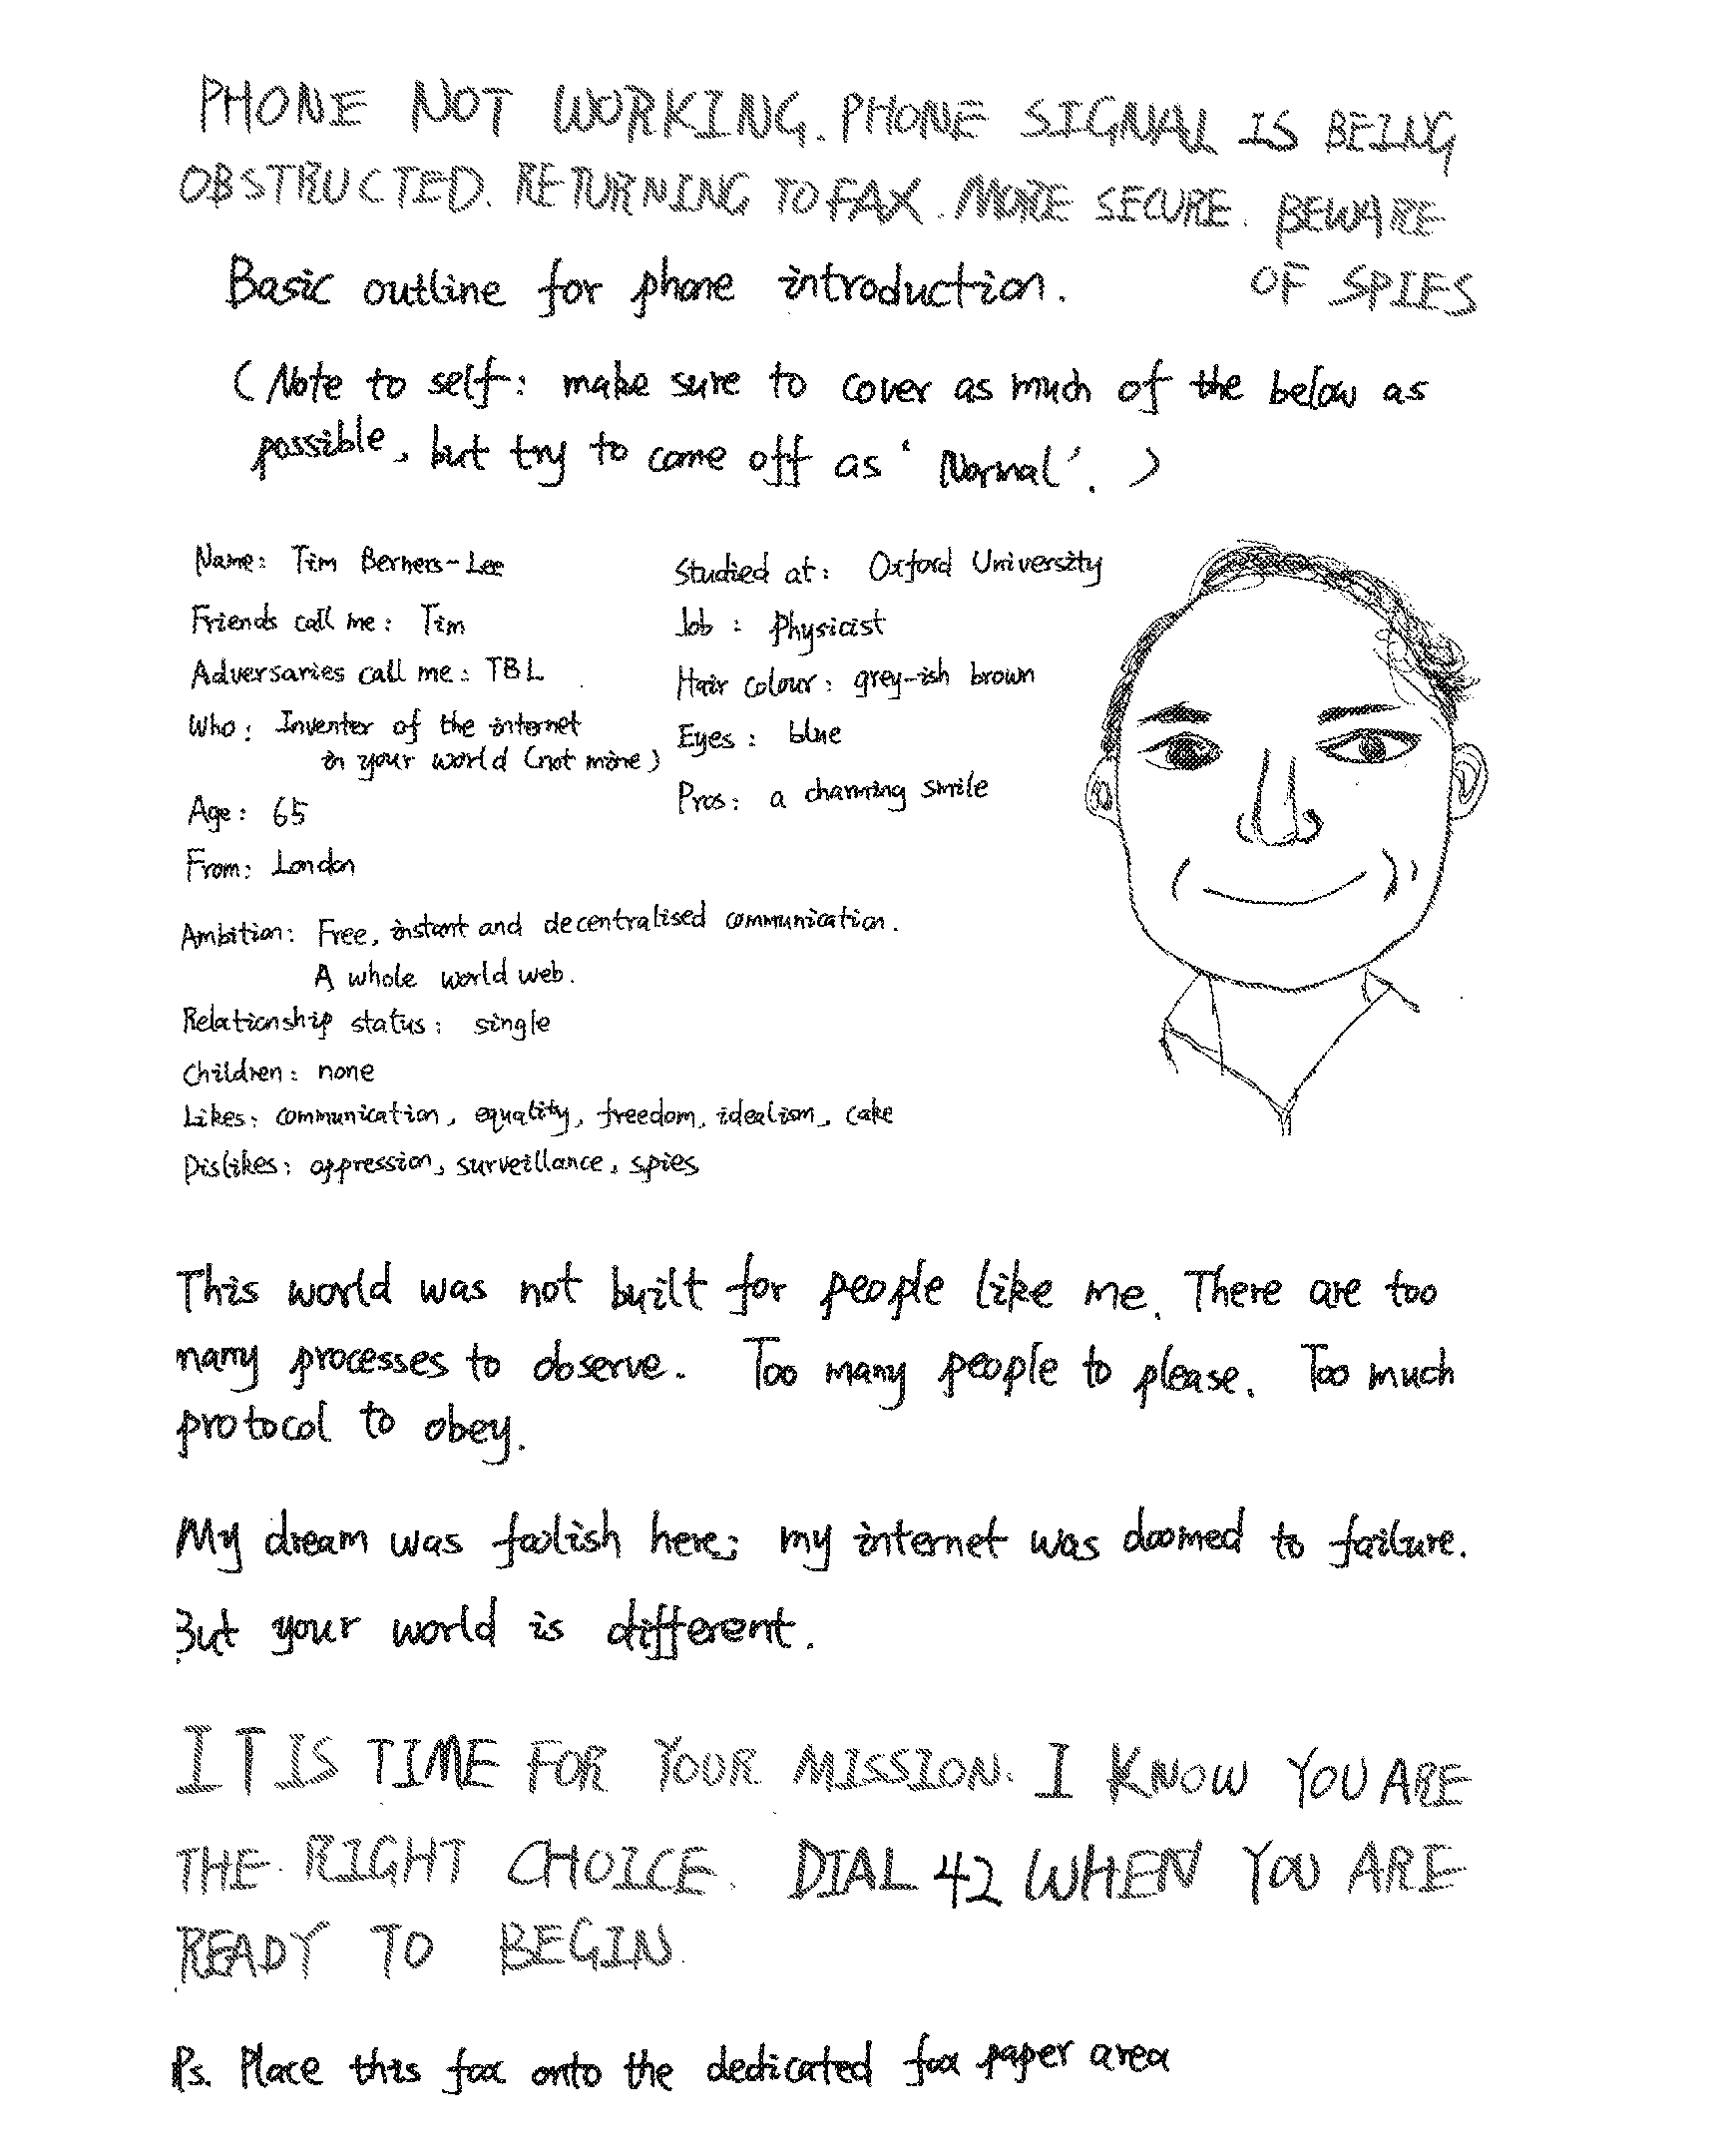 PHONE NOT WORKING. PHONE SIGNAL IS BEING
OBSTRUCTED. RETURNING TO FAX. MORE SECURE. BEWARE
OF SPIES
Basic outline for phone introduction.
(Note to self: make sure to cover as much of the below as
possible, but try to come off as 'Normal'.)
Name: Tim Berners-Lee
Friends call me: Tim
Adversaries call me: TBL
Who: Inventer of the internet
in your world (not mine)
Age: 65
From: London
Studied at: Oxford University
Job: Physicist
Hair colour: grey-ish brown
Eyes: blue
Pros: a charming smile
Ambition: Free, instant and decentralised communication.
A whole world web.
Relationship status: single
Children: none
Likes: communication, equality, freedom, idealism, cake
Dislikes: oppression, surveillance, spies
This world was not built for people like me. There are too
many processes to observe. Too many people to please. Too much
protocol to obey.
My dream was foolish here; my internet was doomed to failure.
But your world is different.
IT IS TIME FOR YOUR MISSION. I KNOW YOU ARE
THE RIGHT CHOICE. DIAL 42 WHEN YOU ARE
READY TO BEGIN.
Ps. Place this fax onto the dedicated fax paper area